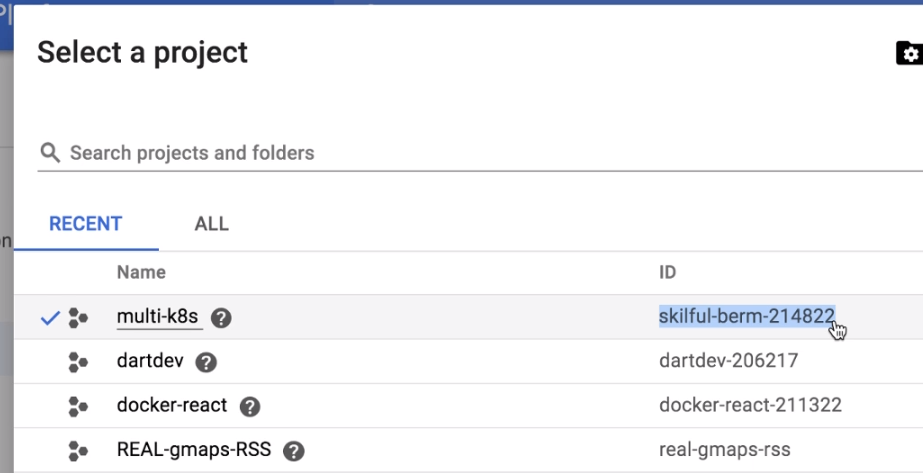 Select a project
Search projects and folders
RECENT ALL
Name ID
multi-k8s skilful-berm-214822
dartdev dartdev-206217
docker-react docker-react-211322
REAL-gmaps-RSS real-gmaps-rss